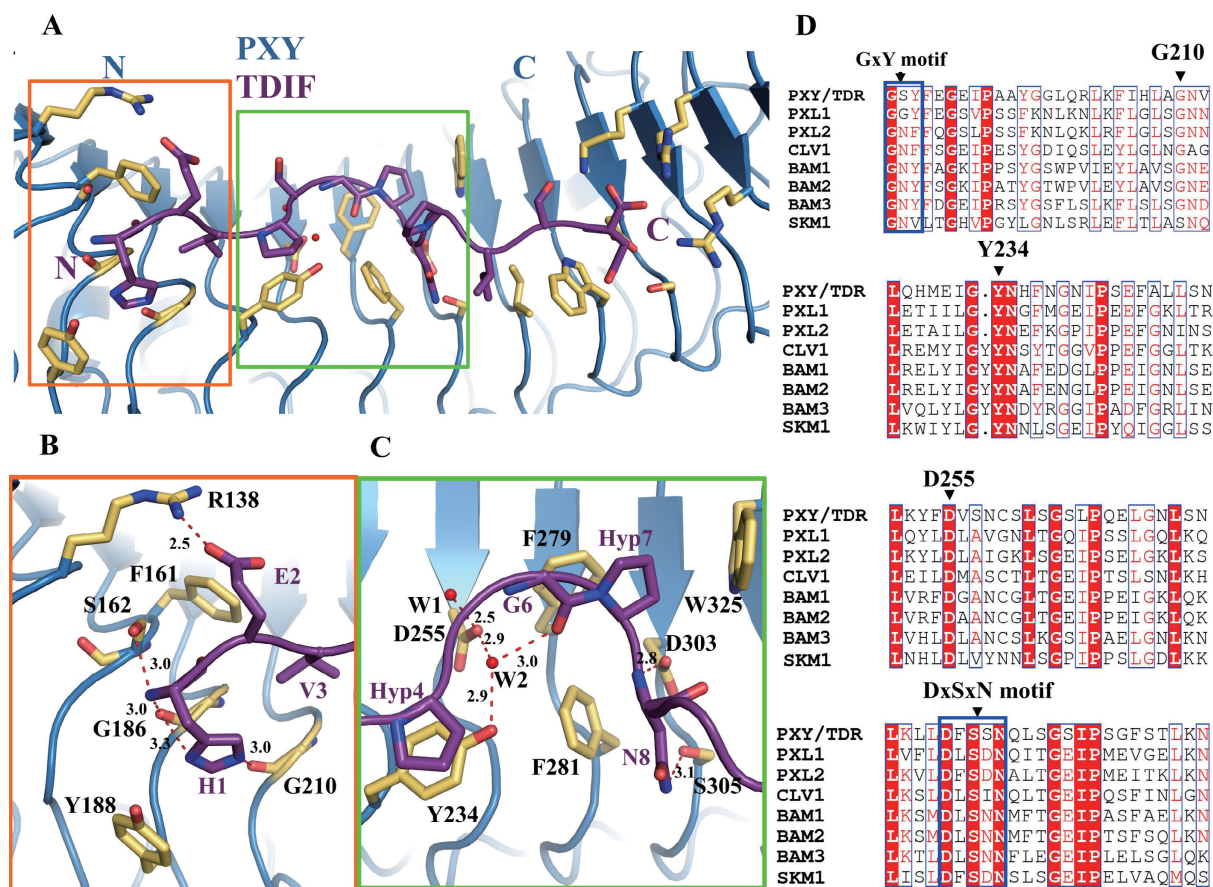 A
PXY
TDIF
N
C
N
C
B
R138
2.5
E2
F161
S162
3.0
V3
3.0
G186
3.3
3.0
H1
G210
Y188
C
F279
Hyp7
W1
G6
W325
2.5
D255
2.9
D303
3.0
2.8
W2
Hyp4
2.9
F281
N8
S305
3.1
Y234
D
GxY motif
G210
PXY/TDR GSYFEGEIPAAYGGLQRLKFIHLAGNV
PXL1 GGYFEGSVPSSFKNLKNLKFLGLSGNN
PXL2 GNFFQGSLPSSFKNLQKLRFLGLSGNN
CLV1 GNFFSGEIPESYGDIQSLEYLGLNGAG
BAM1 GNYFAGKIPPSYGSWPVIEYLAVSGNE
BAM2 GNYFSGKIPATYGTWPVLEYLAVSGNE
BAM3 GNYFDGEIPRSYGSFLSLKFLSLSGND
SKM1 GNVLTGHVPGYLGNLSRLEFLTLASNQ
Y234
PXY/TDR LQHMEIG.YNHFNGNIPSEFALLSN
PXL1 LETIILG.YNGFMGEIPEEFGKLTR
PXL2 LETAILG.YNEFKGPIPPEFGNINS
CLV1 LREMYIGYYNSYTGGVPPEFGGLTK
BAM1 LRELYIGYYNAFEDGLPPEIGNLSE
BAM2 LRELYIGYYNAFENGLPPEIGNLSE
BAM3 LVQLYLGYYNDYRGGIPADFGRLIN
SKM1 LKWIYLG.YNNLSGEIPYQIGGLSS
D255
PXY/TDR LKYFDVSNCSLSGSLPQELGNLSN
PXL1 LQYLDLAVGNLTGQIPSSLGQLKQ
PXL2 LKYLDLAIGKLSGEIPSELGKLKS
CLV1 LEILDMASCTLTGEIPTSLSNLKH
BAM1 LVRFDGANCGLTGEIPPEIGKLQK
BAM2 LVRFDAANCGLTGEIPPEIGKLQK
BAM3 LVHLDLANCSLKGSIPAELGNLKN
SKM1 LNHLDLVYNNLSGPIPPSLGDLKK
DxSxN motif
PXY/TDR LKLLDFSSNQLSGSIPSGFSTLKN
PXL1 LVFLDLSDNQITGEIPMEVGELKN
PXL2 LKVLDFSDNALTGEIPMEITKLKN
CLV1 LKSLDLSINQLTGEIPQSFINLGN
BAM1 LKSMDLSNNMFTGEIPASFAELKN
BAM2 LKSMDLSNNMFTGEIPTSFSQLKN
BAM3 LKTLDLSNNFLEGEIPLELSGLQK
SKM1 LISLDFSDNSLSGEIPELVAQMQS